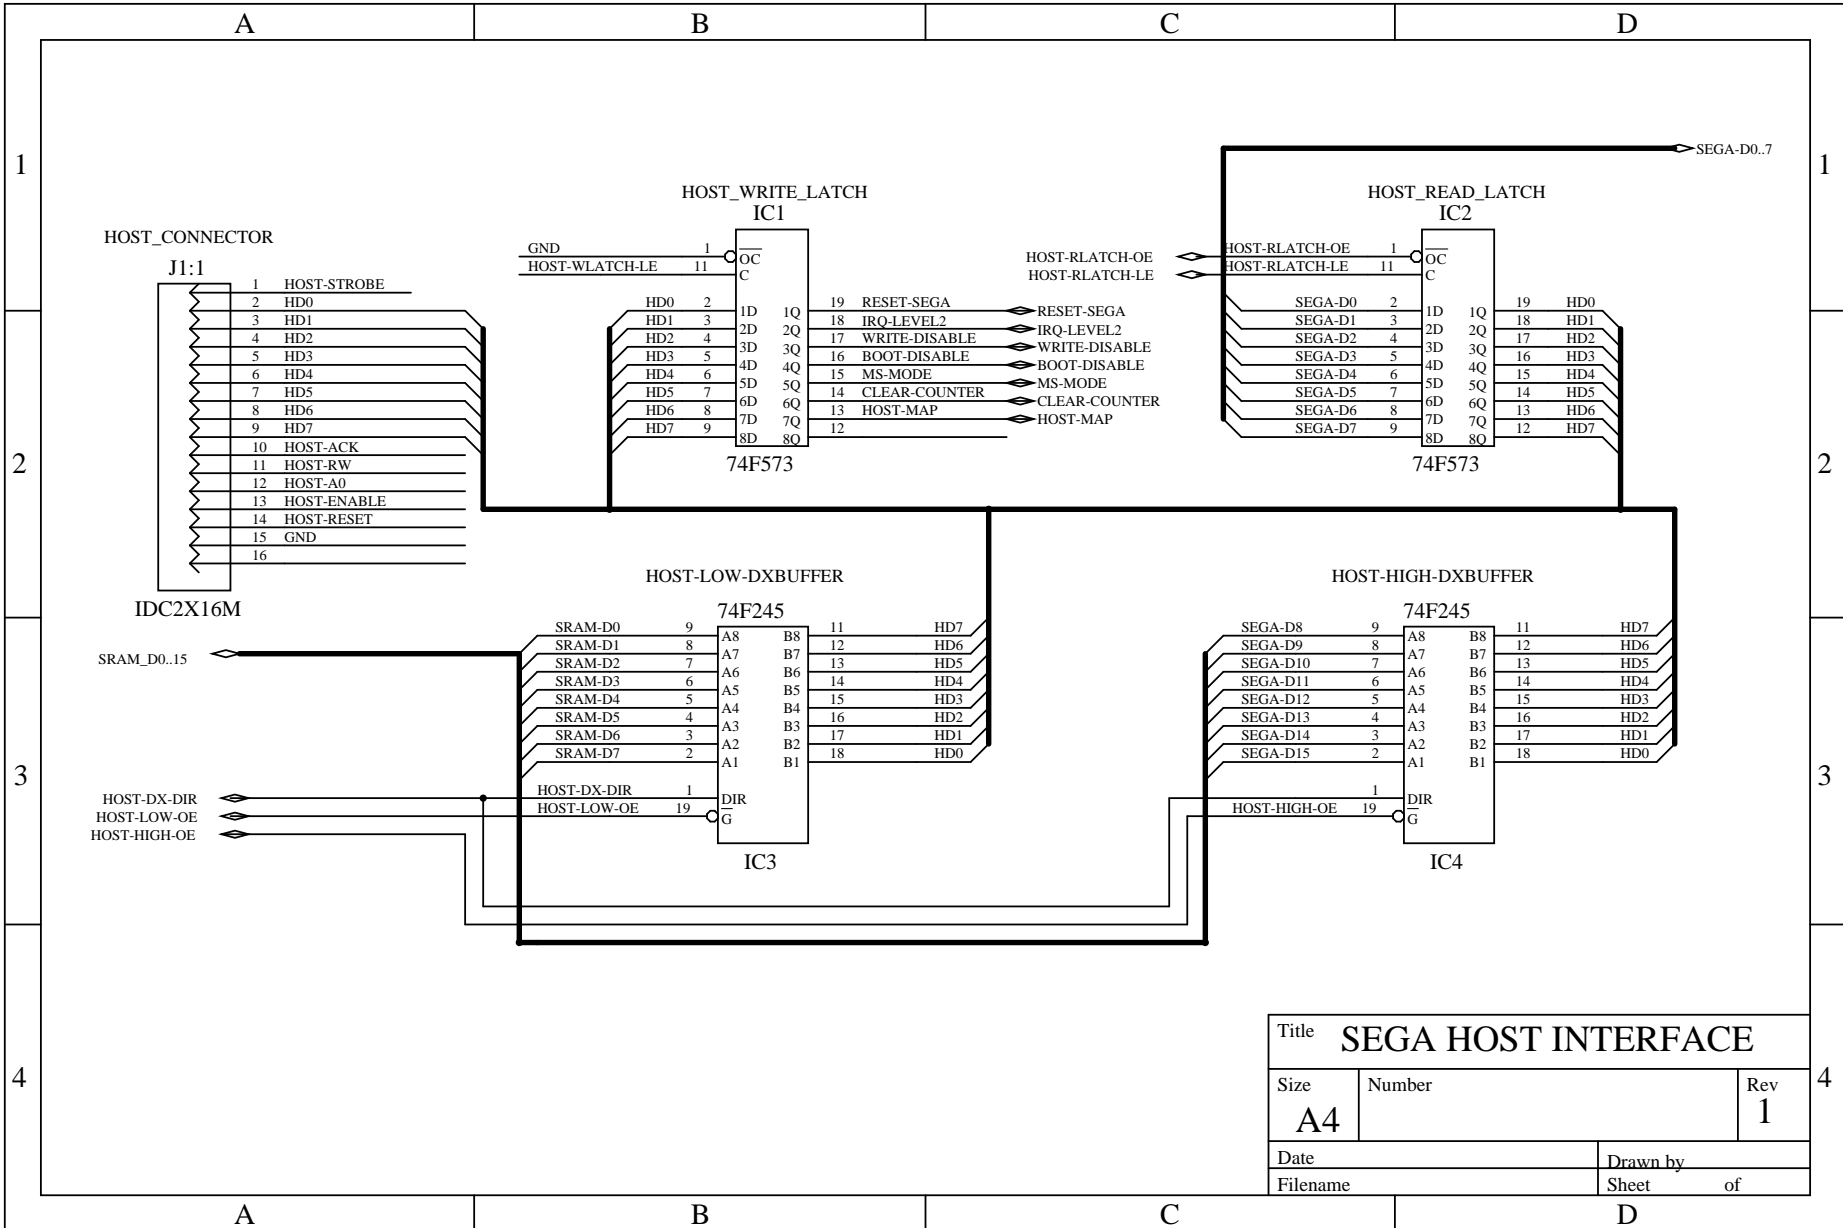 A B C D
1 1
SEGA-D0..7
HOST_WRITE_LATCH
IC1
HOST_READ_LATCH
IC2
HOST_CONNECTOR
J1:1
1 HOST-STROBE
2 HD0
3 HD1
4 HD2
5 HD3
6 HD4
7 HD5
8 HD6
9 HD7
10 HOST-ACK
11 HOST-RW
12 HOST-A0
13 HOST-ENABLE
14 HOST-RESET
15 GND
16
IDC2X16M
GND 1 OC
HOST-WLATCH-LE 11 C
HD0 2 1D 1Q 19 RESET-SEGA RESET-SEGA
HD1 3 2D 2Q 18 IRQ-LEVEL2 IRQ-LEVEL2
HD2 4 3D 3Q 17 WRITE-DISABLE WRITE-DISABLE
HD3 5 4D 4Q 16 BOOT-DISABLE BOOT-DISABLE
HD4 6 5D 5Q 15 MS-MODE MS-MODE
HD5 7 6D 6Q 14 CLEAR-COUNTER CLEAR-COUNTER
HD6 8 7D 7Q 13 HOST-MAP HOST-MAP
HD7 9 8D 8Q 12
74F573
HOST-RLATCH-OE HOST-RLATCH-OE 1 OC
HOST-RLATCH-LE HOST-RLATCH-LE 11 C
SEGA-D0 2 1D 1Q 19 HD0
SEGA-D1 3 2D 2Q 18 HD1
SEGA-D2 4 3D 3Q 17 HD2
SEGA-D3 5 4D 4Q 16 HD3
SEGA-D4 6 5D 5Q 15 HD4
SEGA-D5 7 6D 6Q 14 HD5
SEGA-D6 8 7D 7Q 13 HD6
SEGA-D7 9 8D 8Q 12 HD7
74F573
2 2
HOST-LOW-DXBUFFER
74F245
SRAM_D0..15
SRAM-D0 9 A8 B8 11 HD7
SRAM-D1 8 A7 B7 12 HD6
SRAM-D2 7 A6 B6 13 HD5
SRAM-D3 6 A5 B5 14 HD4
SRAM-D4 5 A4 B4 15 HD3
SRAM-D5 4 A3 B3 16 HD2
SRAM-D6 3 A2 B2 17 HD1
SRAM-D7 2 A1 B1 18 HD0
HOST-DX-DIR HOST-DX-DIR 1 DIR
HOST-LOW-OE HOST-LOW-OE 19 G
HOST-HIGH-OE
IC3
HOST-HIGH-DXBUFFER
74F245
SEGA-D8 9 A8 B8 11 HD7
SEGA-D9 8 A7 B7 12 HD6
SEGA-D10 7 A6 B6 13 HD5
SEGA-D11 6 A5 B5 14 HD4
SEGA-D12 5 A4 B4 15 HD3
SEGA-D13 4 A3 B3 16 HD2
SEGA-D14 3 A2 B2 17 HD1
SEGA-D15 2 A1 B1 18 HD0
1 DIR
HOST-HIGH-OE 19 G
IC4
3 3
4 4
Title SEGA HOST INTERFACE
Size Number Rev
A4 1
Date Drawn by
Filename Sheet of
A B C D